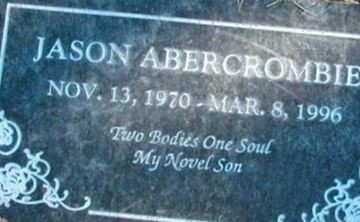 JASON ABERCROMBIE
NOV. 13, 1970 - MAR. 8, 1996
Two Bodies One Soul
My Novel Son